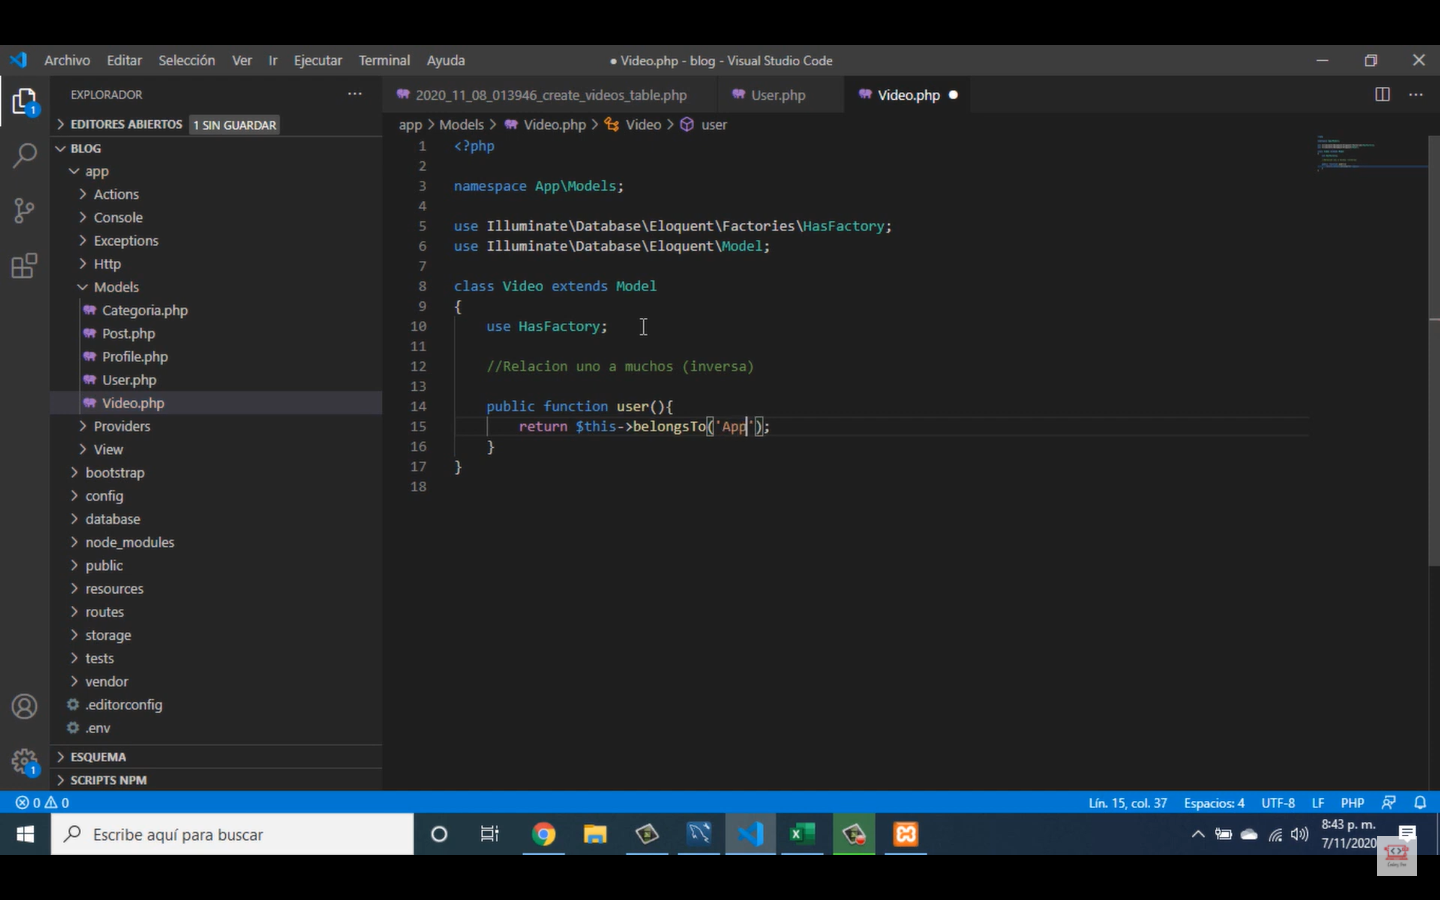 Archivo Editar Selección Ver Ir Ejecutar Terminal Ayuda
● Video.php - blog - Visual Studio Code
EXPLORADOR
2020_11_08_013946_create_videos_table.php
User.php
Video.php
EDITORES ABIERTOS 1 SIN GUARDAR
app > Models > Video.php > Video > user
BLOG
app
Actions
Console
Exceptions
Http
Models
Categoria.php
Post.php
Profile.php
User.php
Video.php
Providers
View
bootstrap
config
database
node_modules
public
resources
routes
storage
tests
vendor
.editorconfig
.env
ESQUEMA
SCRIPTS NPM
1 <?php
2
3 namespace App\Models;
4
5 use Illuminate\Database\Eloquent\Factories\HasFactory;
6 use Illuminate\Database\Eloquent\Model;
7
8 class Video extends Model
9 {
10 use HasFactory;
11
12 //Relacion uno a muchos (inversa)
13
14 public function user(){
15 return $this->belongsTo('App');
16 }
17 }
18
1
1
0 0
Lín. 15, col. 37 Espacios: 4 UTF-8 LF PHP
Escribe aquí para buscar
8:43 p. m.
7/11/2020